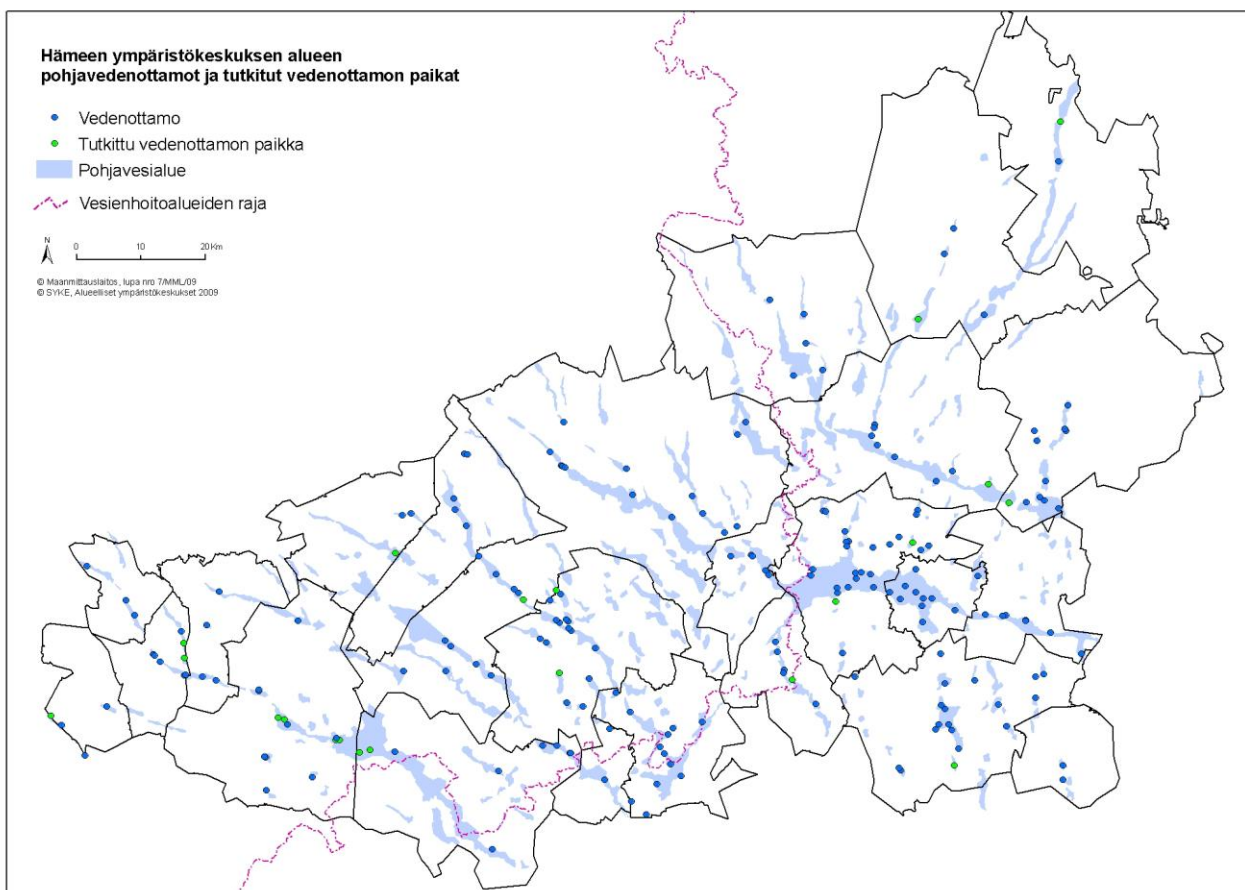 Hämeen ympäristökeskuksen alueen
pohjavedenottamot ja tutkitut vedenottamon paikat
Vedenottamo
Tutkittu vedenottamon paikka
Pohjavesialue
Vesienhoitoalueiden raja
N
0 10 20 Km
© Maanmittauslaitos, lupa nro 7/MML/09
© SYKE, Alueelliset ympäristökeskukset 2009